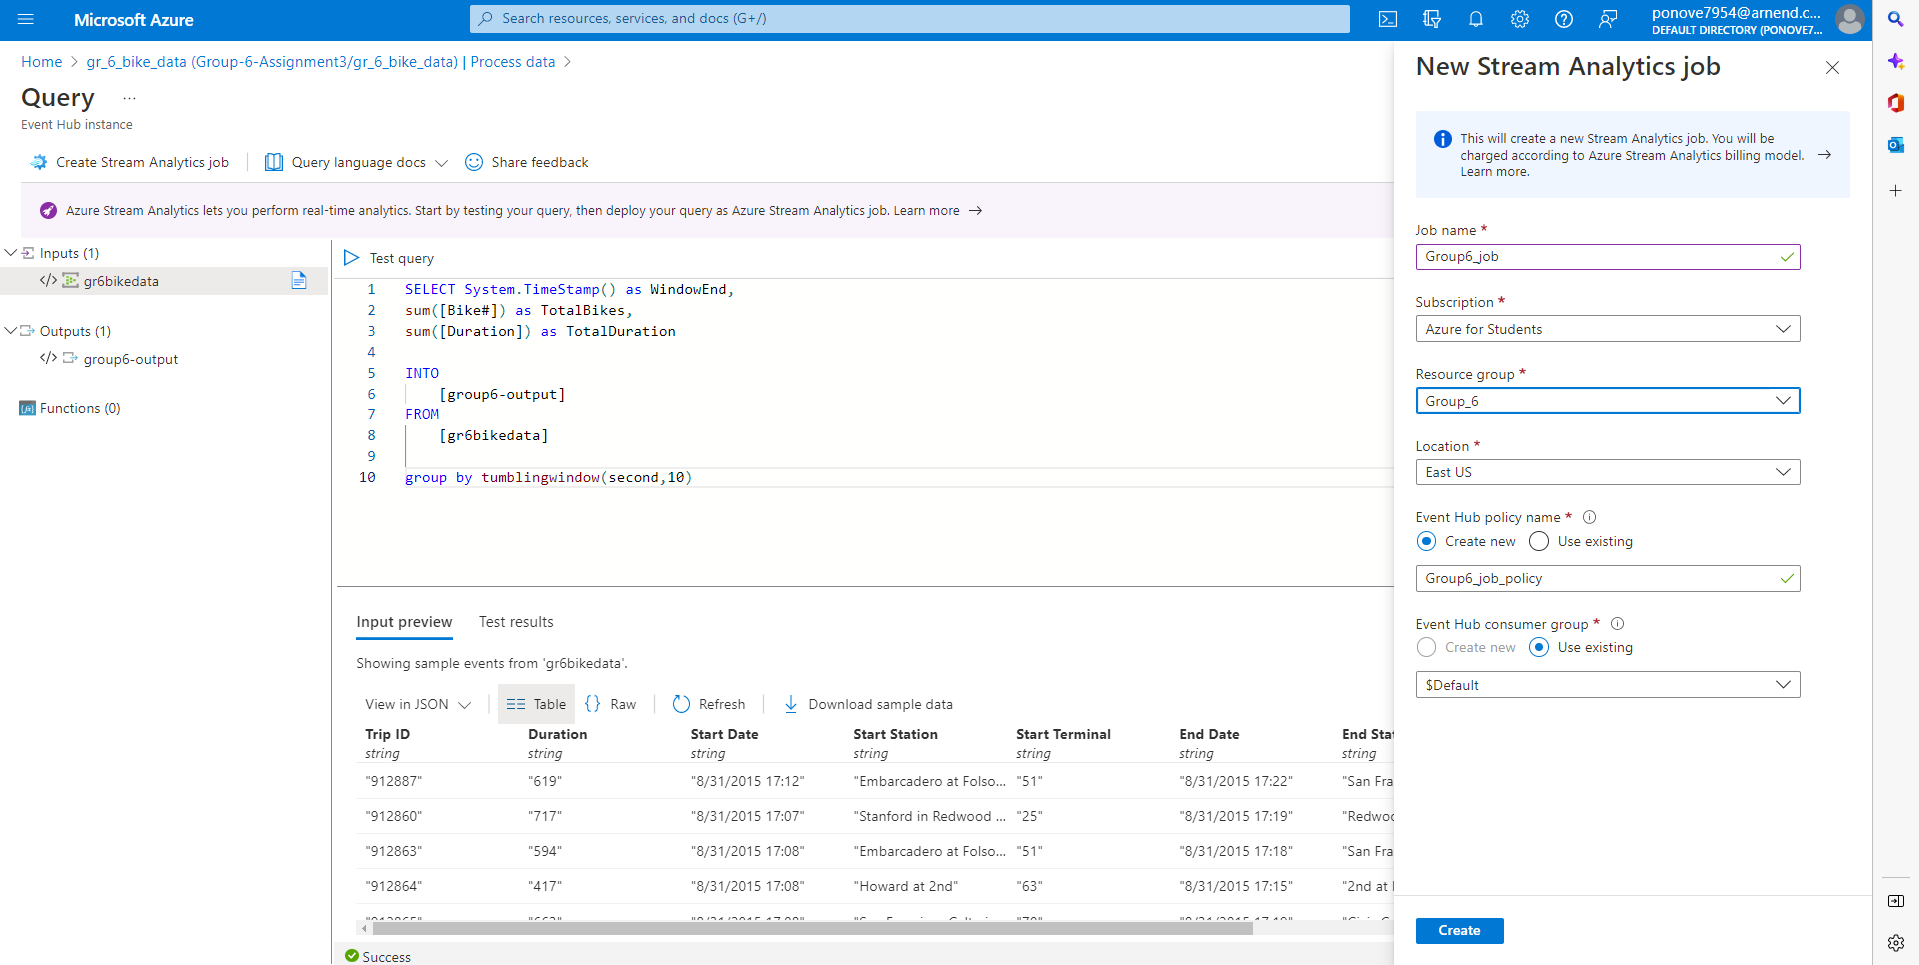 Microsoft Azure
Search resources, services, and docs (G+/)
ponove7954@arnend.c...
DEFAULT DIRECTORY (PONOVE7...
Home > gr_6_bike_data (Group-6-Assignment3/gr_6_bike_data) | Process data >
Query ...
Event Hub instance
Create Stream Analytics job
Query language docs
Share feedback
Azure Stream Analytics lets you perform real-time analytics. Start by testing your query, then deploy your query as Azure Stream Analytics job. Learn more →
Inputs (1)
</> gr6bikedata
Outputs (1)
</> group6-output
Functions (0)
Test query
1 SELECT System.TimeStamp() as WindowEnd,
2 sum([Bike#]) as TotalBikes,
3 sum([Duration]) as TotalDuration
4
5 INTO
6 [group6-output]
7 FROM
8 [gr6bikedata]
9
10 group by tumblingwindow(second,10)
Input preview
Test results
Showing sample events from 'gr6bikedata'.
View in JSON
Table
{} Raw
Refresh
Download sample data
Trip ID Duration Start Date Start Station Start Terminal End Date End Sta
string string string string string string string
"912887" "619" "8/31/2015 17:12" "Embarcadero at Folso... "51" "8/31/2015 17:22" "San Fra
"912860" "717" "8/31/2015 17:07" "Stanford in Redwood ... "25" "8/31/2015 17:19" "Redwoo
"912863" "594" "8/31/2015 17:08" "Embarcadero at Folso... "51" "8/31/2015 17:18" "San Fra
"912864" "417" "8/31/2015 17:08" "Howard at 2nd" "63" "8/31/2015 17:15" "2nd at
Success
New Stream Analytics job
This will create a new Stream Analytics job. You will be
charged according to Azure Stream Analytics billing model. →
Learn more.
Job name *
Group6_job
Subscription *
Azure for Students
Resource group *
Group_6
Location *
East US
Event Hub policy name *
Create new
Use existing
Group6_job_policy
Event Hub consumer group *
Create new
Use existing
$Default
Create